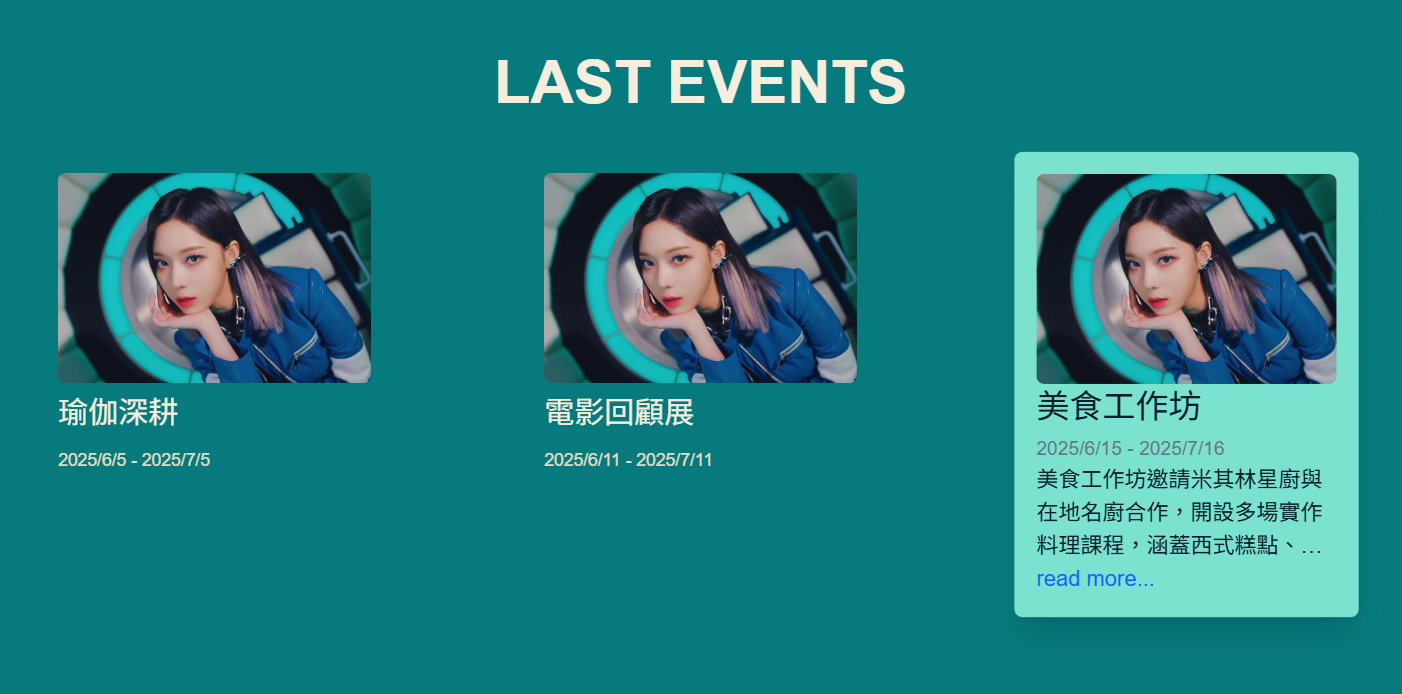 LAST EVENTS
瑜伽深耕
2025/6/5 - 2025/7/5
電影回顧展
2025/6/11 - 2025/7/11
美食工作坊
2025/6/15 - 2025/7/16
美食工作坊邀請米其林星廚與
在地名廚合作，開設多場實作
料理課程，涵蓋西式糕點、…
read more...